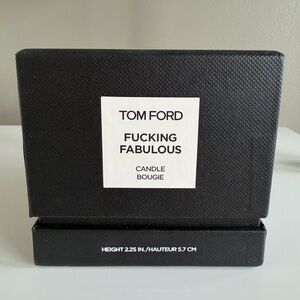 TOM FORD
FUCKING
FABULOUS
CANDLE
BOUGIE
HEIGHT 2.25 IN./HAUTEUR 5.7 CM